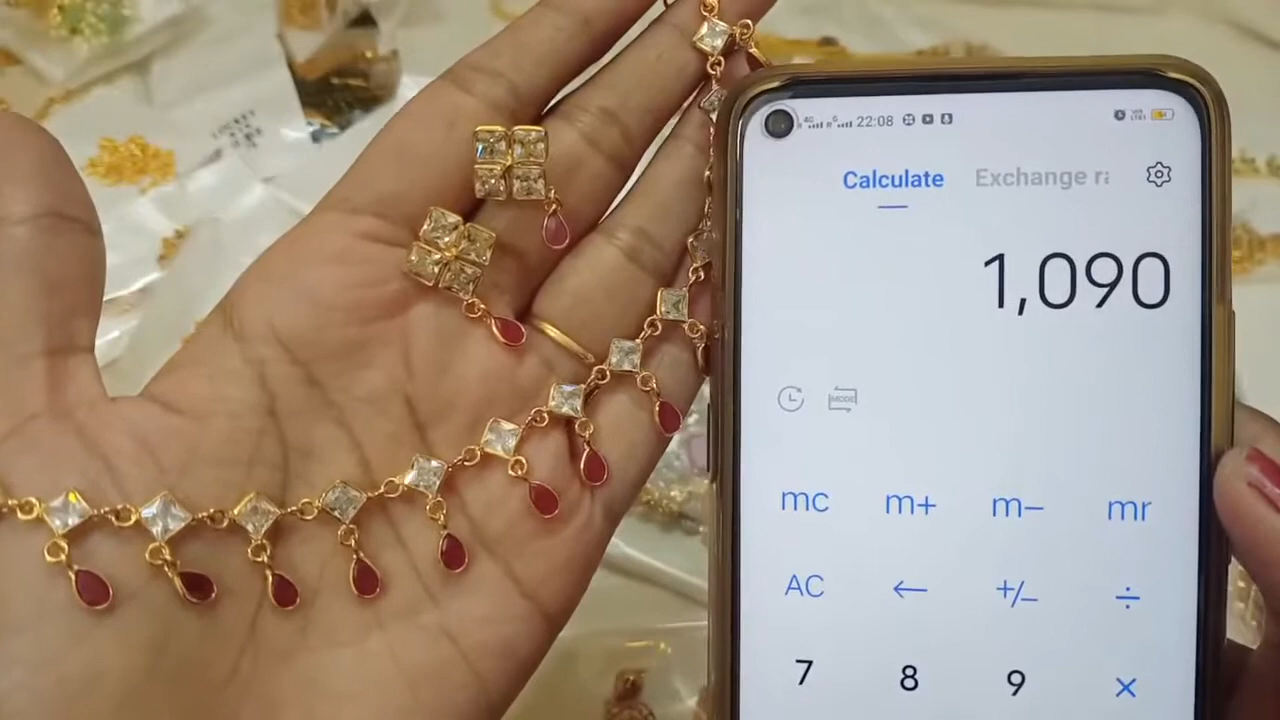 22:08
Calculate Exchange ra
1,090
MODE
mc m+ m– mr
AC ← +/– ÷
7 8 9 ×